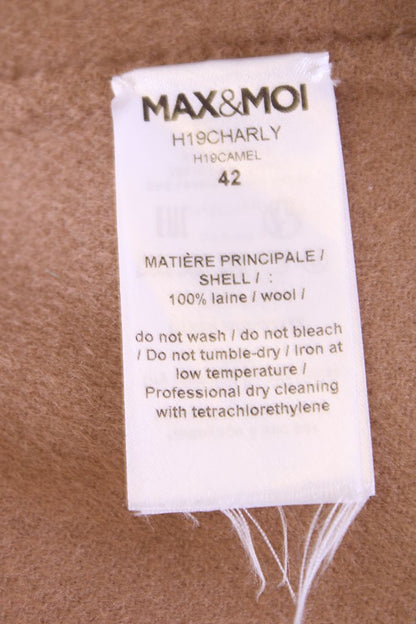 MAX&MOI
H19CHARLY
H19CAMEL
42
MATIÈRE PRINCIPALE /
SHELL / :
100% laine / wool /
do not wash / do not bleach
/ Do not tumble-dry / Iron at
low temperature /
Professional dry cleaning
with tetrachlorethylene